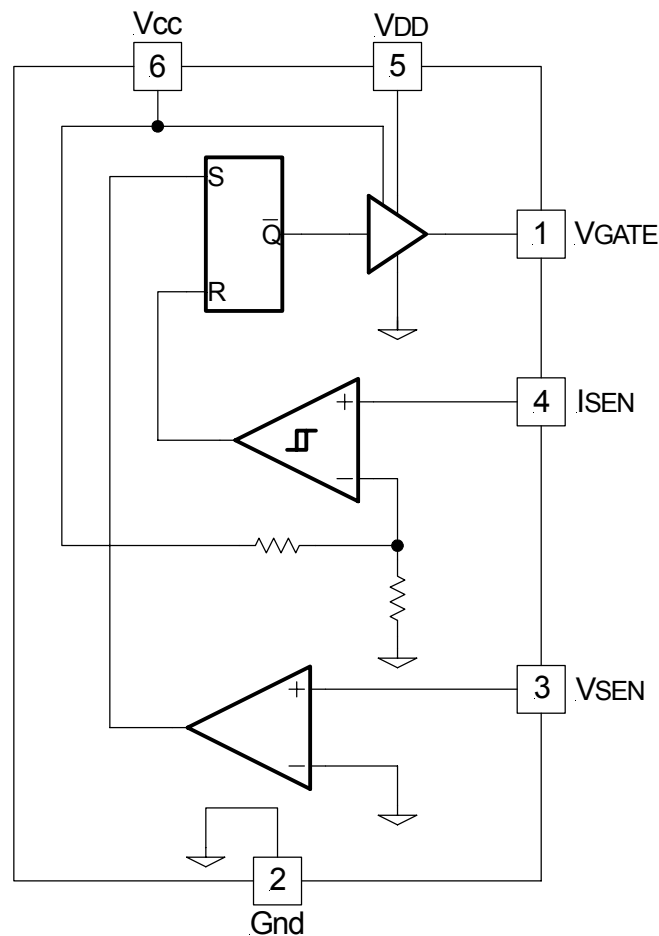 Vcc VDD
6 5
S
Q̅
1 VGATE
R
4 ISEN
+
−
3 VSEN
+
−
2
Gnd